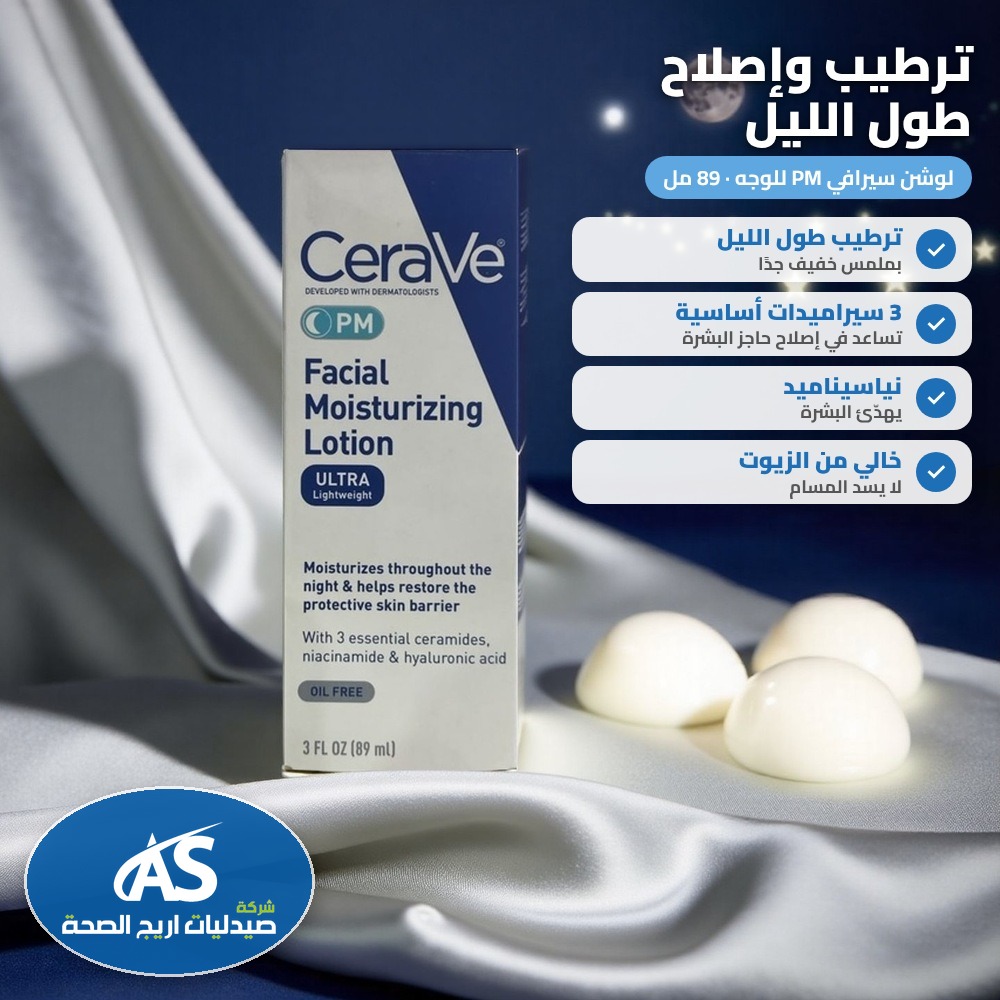 ترطيب وإصلاح
طول الليل
لوشن سيرافي PM للوجه · 89 مل
ترطيب طول الليل
بملمس خفيف جدًا
3 سيراميدات أساسية
تساعد في إصلاح حاجز البشرة
نياسيناميد
يهدّئ البشرة
خالي من الزيوت
لا يسد المسام
CeraVe®
DEVELOPED WITH DERMATOLOGISTS
PM
Facial
Moisturizing
Lotion
ULTRA
Lightweight
Moisturizes throughout the
night & helps restore the
protective skin barrier
With 3 essential ceramides,
niacinamide & hyaluronic acid
OIL FREE
3 FL OZ (89 ml)
AS
شركة
صيدليات اريج الصحة